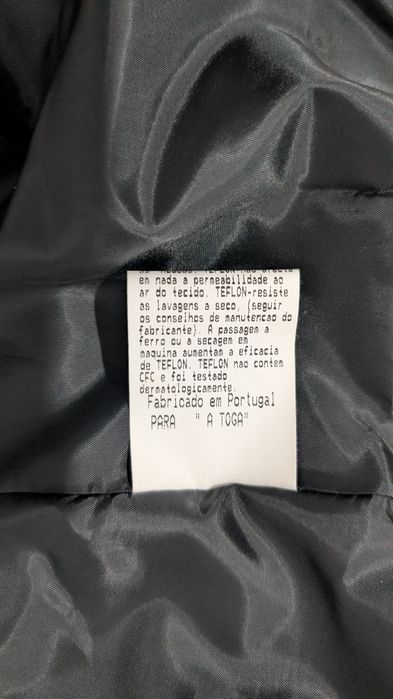 em nada a permeabilidade ao
ar do tecido. TEFLON-resiste
as lavagens a seco, (seguir
os conselhos de manutencao do
fabricante). A passagem a
ferro ou a secagem em
maquina aumentam a eficacia
de TEFLON. TEFLON nao contem
CFC e foi testado
dermatologicamente.
Fabricado em Portugal
PARA " A TOGA"